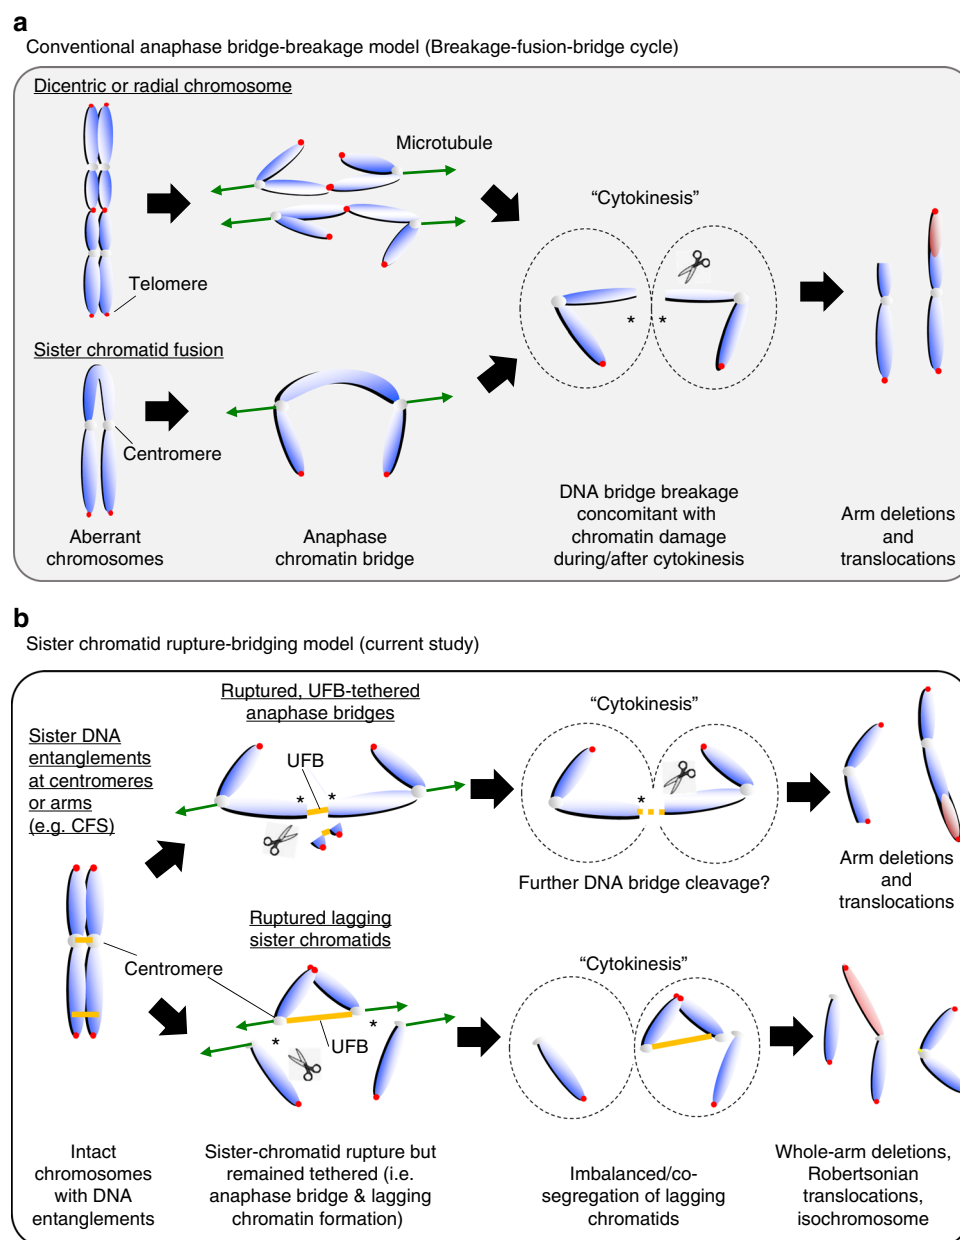 a
Conventional anaphase bridge-breakage model (Breakage-fusion-bridge cycle)
Dicentric or radial chromosome
Microtubule
"Cytokinesis"
Telomere
* *
Sister chromatid fusion
Centromere
Aberrant
chromosomes
Anaphase
chromatin bridge
DNA bridge breakage
concomitant with
chromatin damage
during/after cytokinesis
Arm deletions
and
translocations
b
Sister chromatid rupture-bridging model (current study)
Sister DNA
entanglements
at centromeres
or arms
(e.g. CFS)
Ruptured, UFB-tethered
anaphase bridges
UFB
* *
"Cytokinesis"
*
Further DNA bridge cleavage?
Arm deletions
and
translocations
Centromere
Ruptured lagging
sister chromatids
* *
UFB
"Cytokinesis"
Intact
chromosomes
with DNA
entanglements
Sister-chromatid rupture but
remained tethered (i.e.
anaphase bridge & lagging
chromatin formation)
Imbalanced/co-
segregation of lagging
chromatids
Whole-arm deletions,
Robertsonian
translocations,
isochromosome